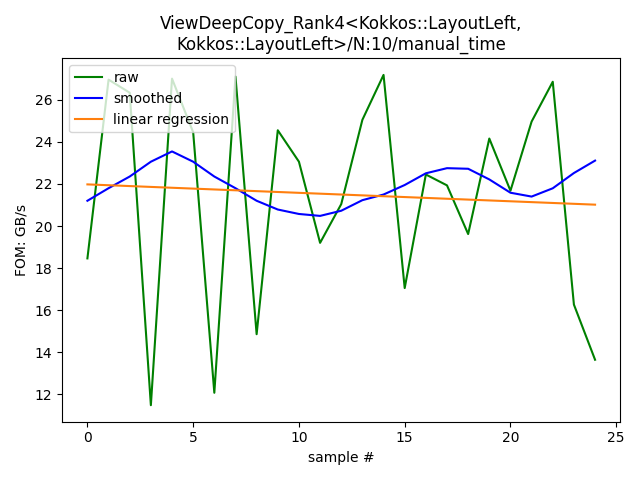 ViewDeepCopy_Rank4<Kokkos::LayoutLeft,
Kokkos::LayoutLeft>/N:10/manual_time
raw
smoothed
linear regression
FOM: GB/s
26
24
22
20
18
16
14
12
0 5 10 15 20 25
sample #